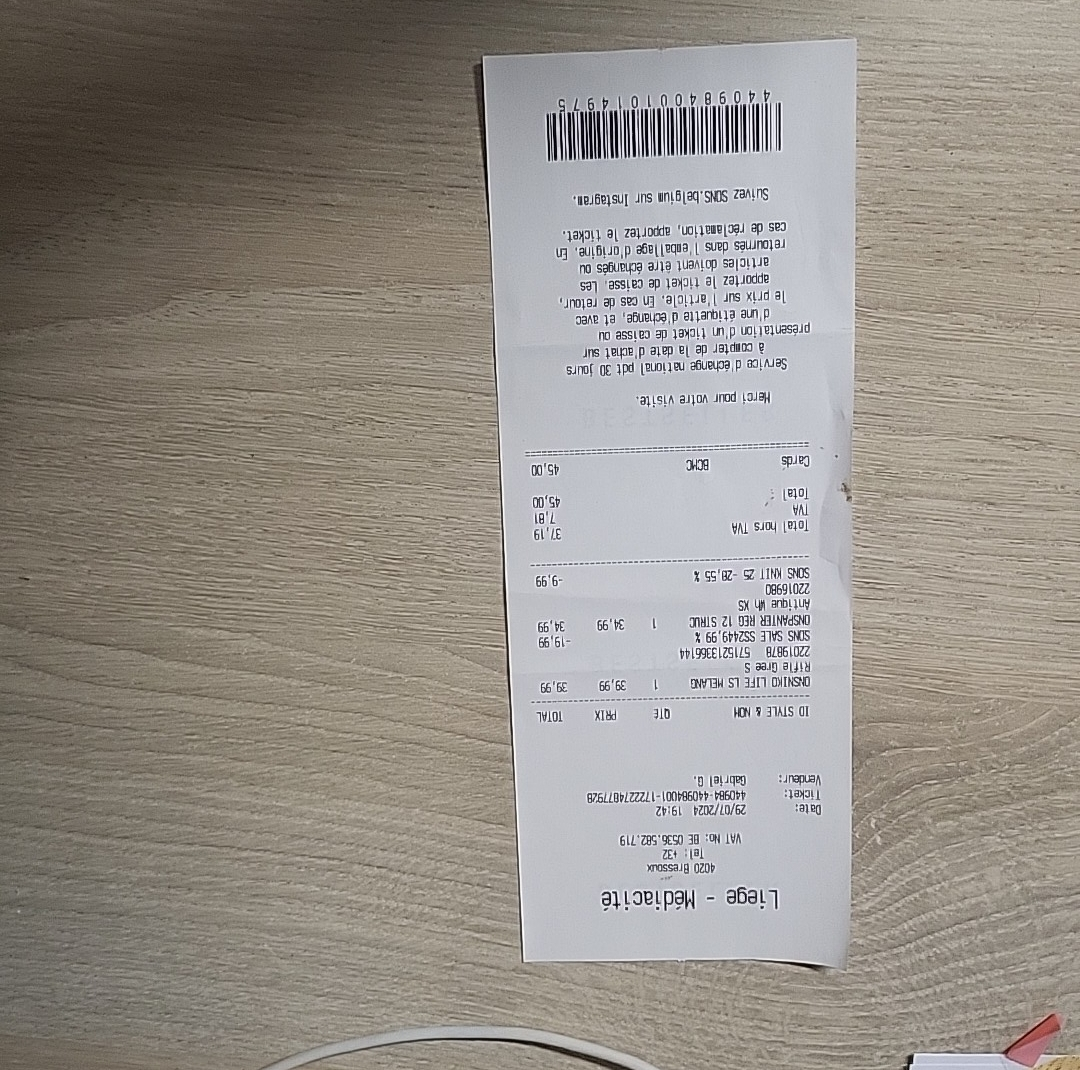 Liege - Médiacité
4020 Bressoux
Tel: +32
VAT No: BE 0536.582.719
Date: 29/07/2024 19:42
Ticket: 440984-440984001-1722274877928
Vendeur: Gabriel G.
ID STYLE & NOM QTÉ PRIX TOTAL
ONSNIKO LIFE LS MELANG 1 39,99 39,99
Rifle Gree S
22019878 5715213366144
SONS SALE SS2449,99 % -19,99
ONSPANTER REG 12 STRUC 1 34,99 34,99
Antique Wh XS
22016980
SONS KNIT 25 -28,55 % -9,99
Total hors TVA 37,19
TVA 7,81
Total : 45,00
Cards BCMC 45,00
Merci pour votre visite.
Service d'échange national pdt 30 jours
à compter de la date d'achat sur
présentation d'un ticket de caisse ou
d'une étiquette d'échange, et avec
le prix sur l'article. En cas de retour,
apportez le ticket de caisse. Les
articles doivent être échangés ou
retournés dans l'emballage d'origine. En
cas de réclamation, apportez le ticket.
Suivez SONS.belgium sur Instagram.
440984001014975